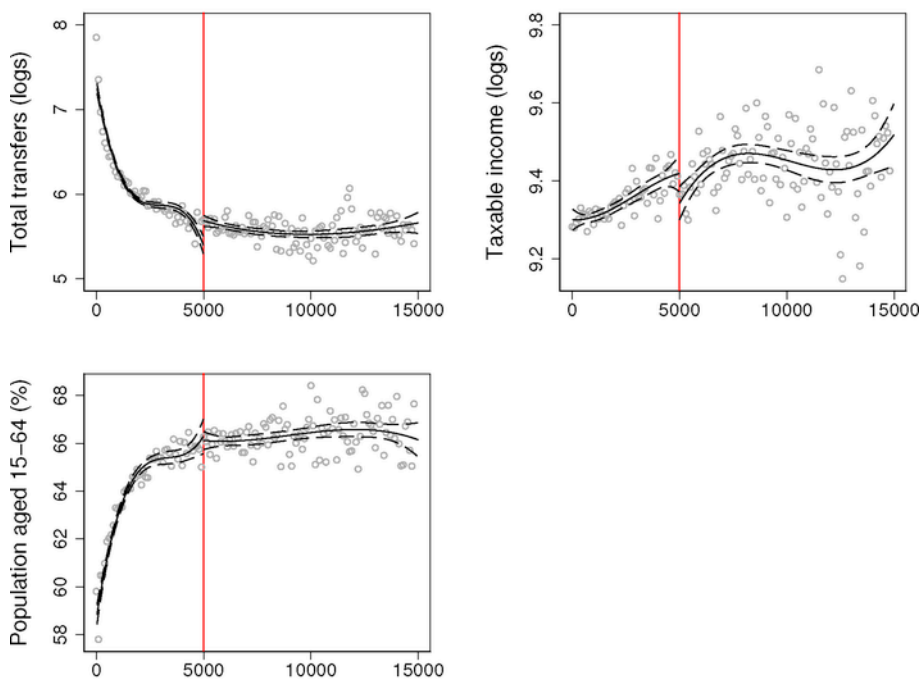 Total transfers (logs)
8
7
6
5
0 5000 10000 15000
Taxable income (logs)
9.8
9.6
9.4
9.2
0 5000 10000 15000
Population aged 15–64 (%)
68
66
64
62
60
58
0 5000 10000 15000